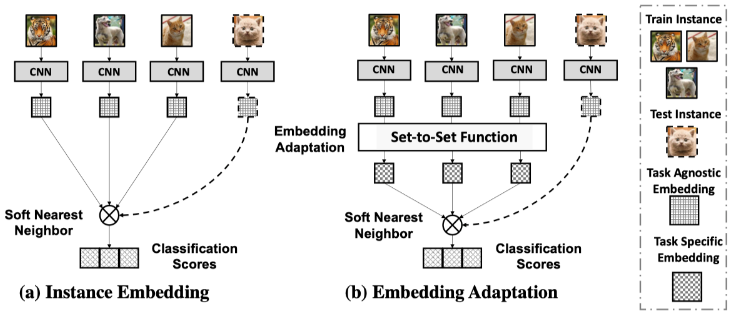 CNN CNN CNN CNN
Soft Nearest
Neighbor
Classification
Scores
(a) Instance Embedding
CNN CNN CNN CNN
Embedding
Adaptation
Set-to-Set Function
Soft Nearest
Neighbor
Classification
Scores
(b) Embedding Adaptation
Train Instance
Test Instance
Task Agnostic
Embedding
Task Specific
Embedding